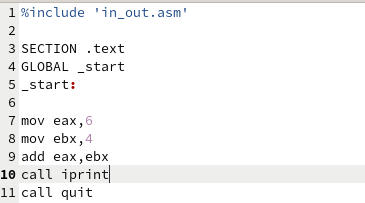 1 %include 'in_out.asm'
2
3 SECTION .text
4 GLOBAL _start
5 _start:
6
7 mov eax,6
8 mov ebx,4
9 add eax,ebx
10 call iprint
11 call quit